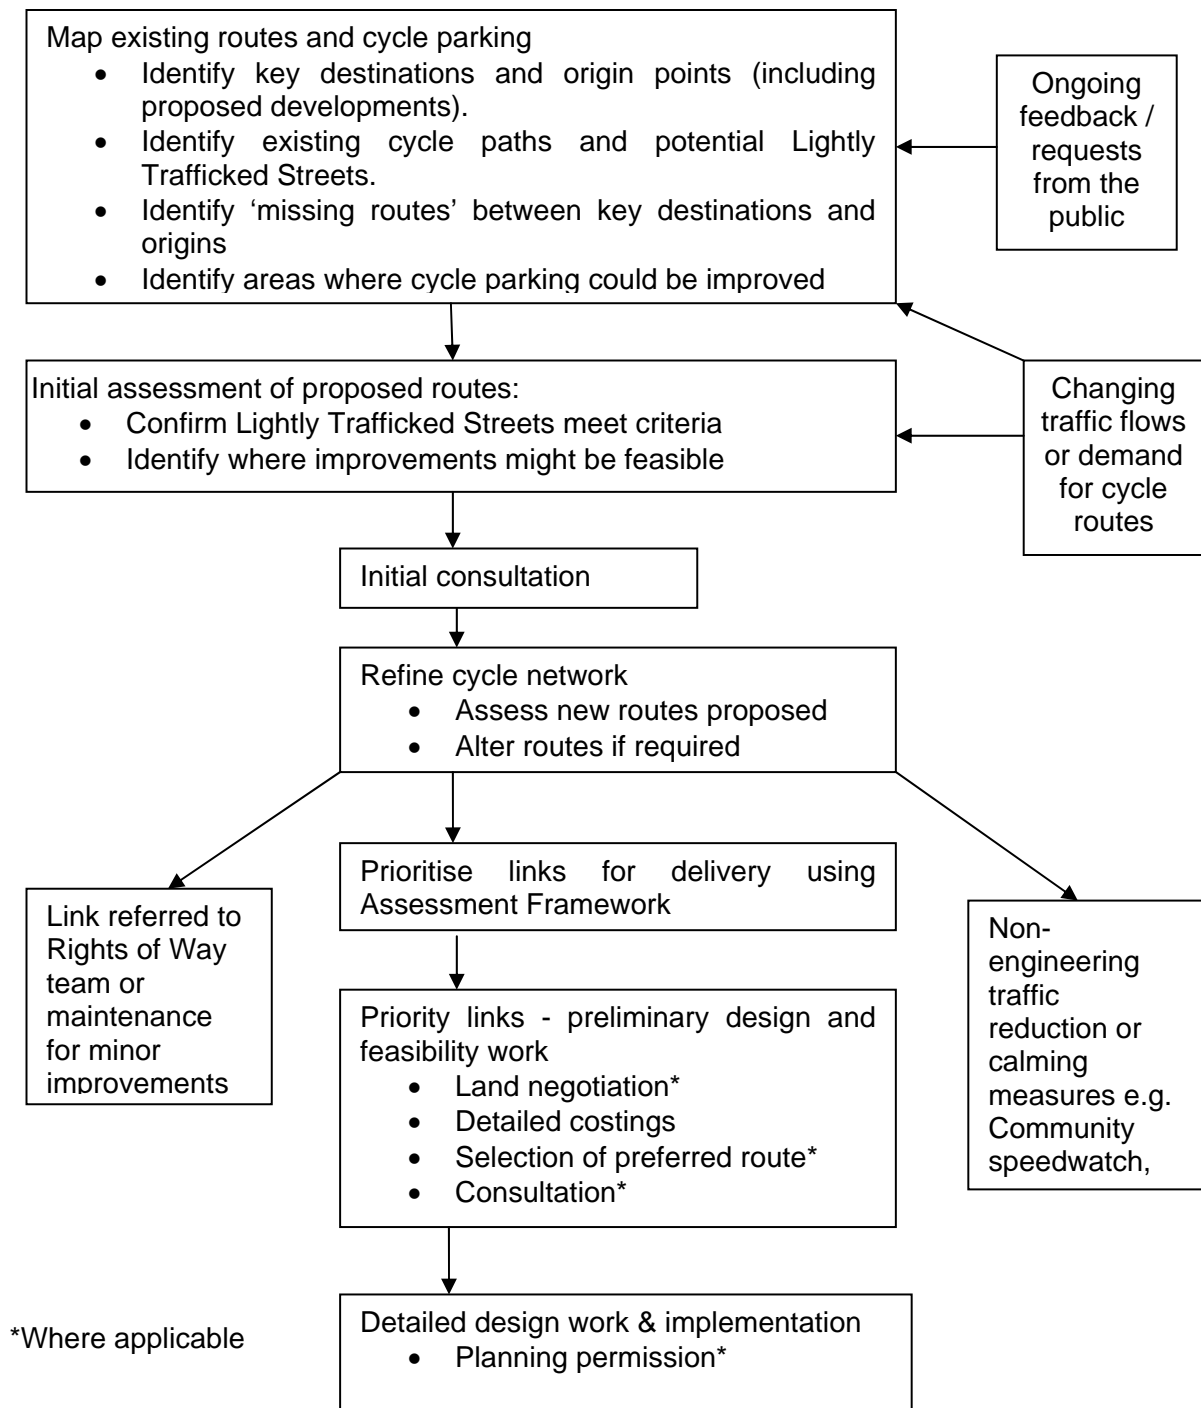 Map existing routes and cycle parking
• Identify key destinations and origin points (including
proposed developments).
• Identify existing cycle paths and potential Lightly
Trafficked Streets.
• Identify ‘missing routes’ between key destinations and
origins
• Identify areas where cycle parking could be improved
Ongoing
feedback /
requests
from the
public
Initial assessment of proposed routes:
• Confirm Lightly Trafficked Streets meet criteria
• Identify where improvements might be feasible
Changing
traffic flows
or demand
for cycle
routes
Initial consultation
Refine cycle network
• Assess new routes proposed
• Alter routes if required
Prioritise links for delivery using
Assessment Framework
Link referred to
Rights of Way
team or
maintenance
for minor
improvements
Non-
engineering
traffic
reduction or
calming
measures e.g.
Community
speedwatch,
Priority links - preliminary design and
feasibility work
• Land negotiation*
• Detailed costings
• Selection of preferred route*
• Consultation*
Detailed design work & implementation
• Planning permission*
*Where applicable